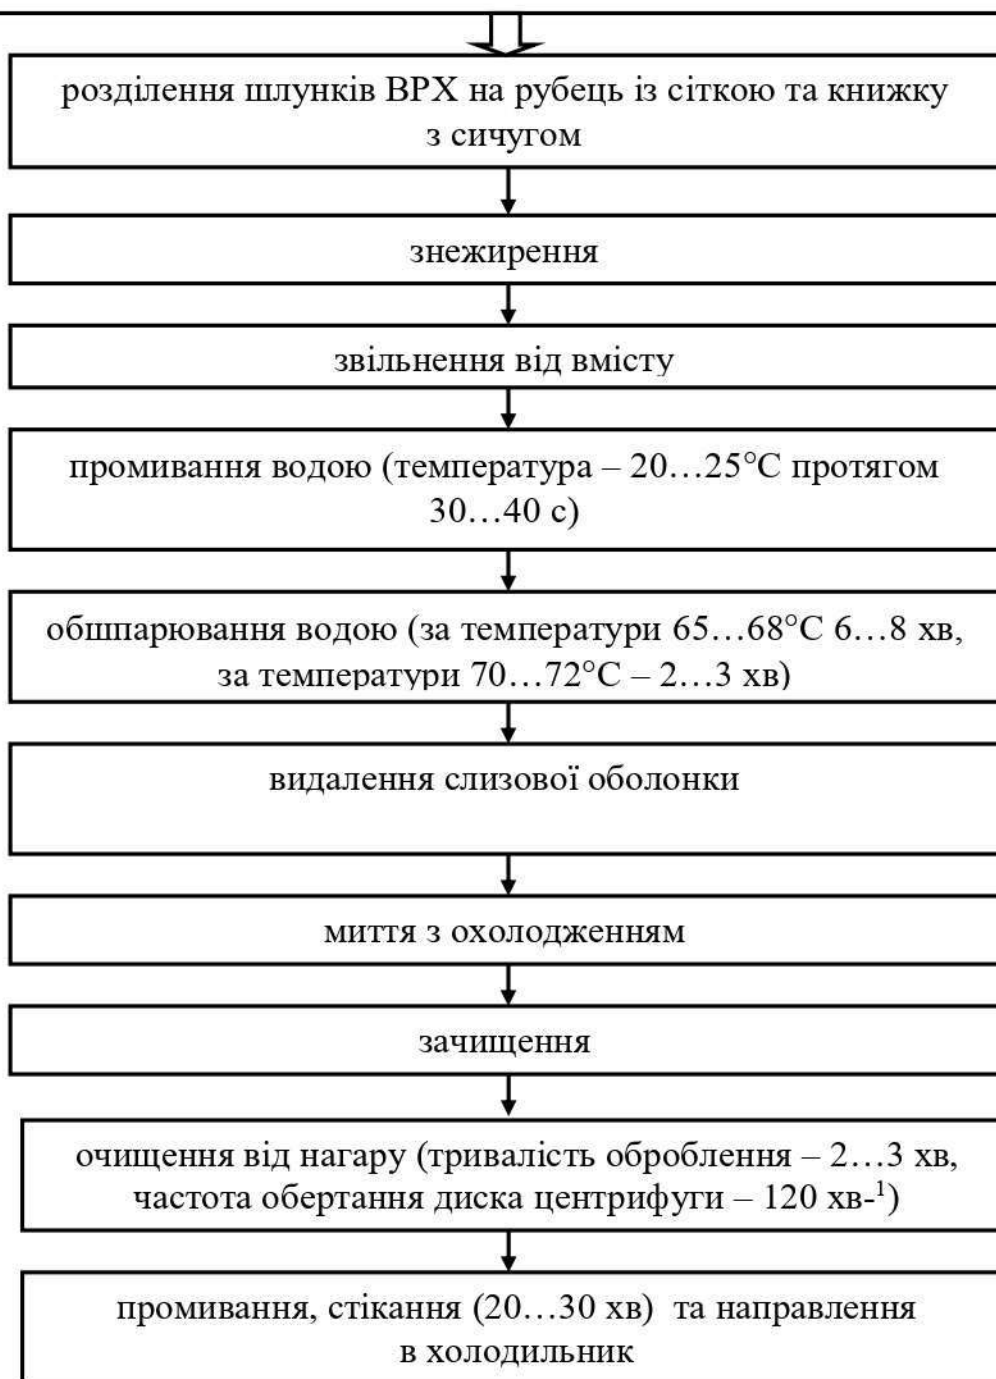 розділення шлунків ВРХ на рубець із сіткою та книжку
з сичугом
знежирення
звільнення від вмісту
промивання водою (температура – 20…25°С протягом
30…40 с)
обшпарювання водою (за температури 65…68°С 6…8 хв,
за температури 70…72°С – 2…3 хв)
видалення слизової оболонки
миття з охолодженням
зачищення
очищення від нагару (тривалість оброблення – 2…3 хв,
частота обертання диска центрифуги – 120 хв-¹)
промивання, стікання (20…30 хв) та направлення
в холодильник